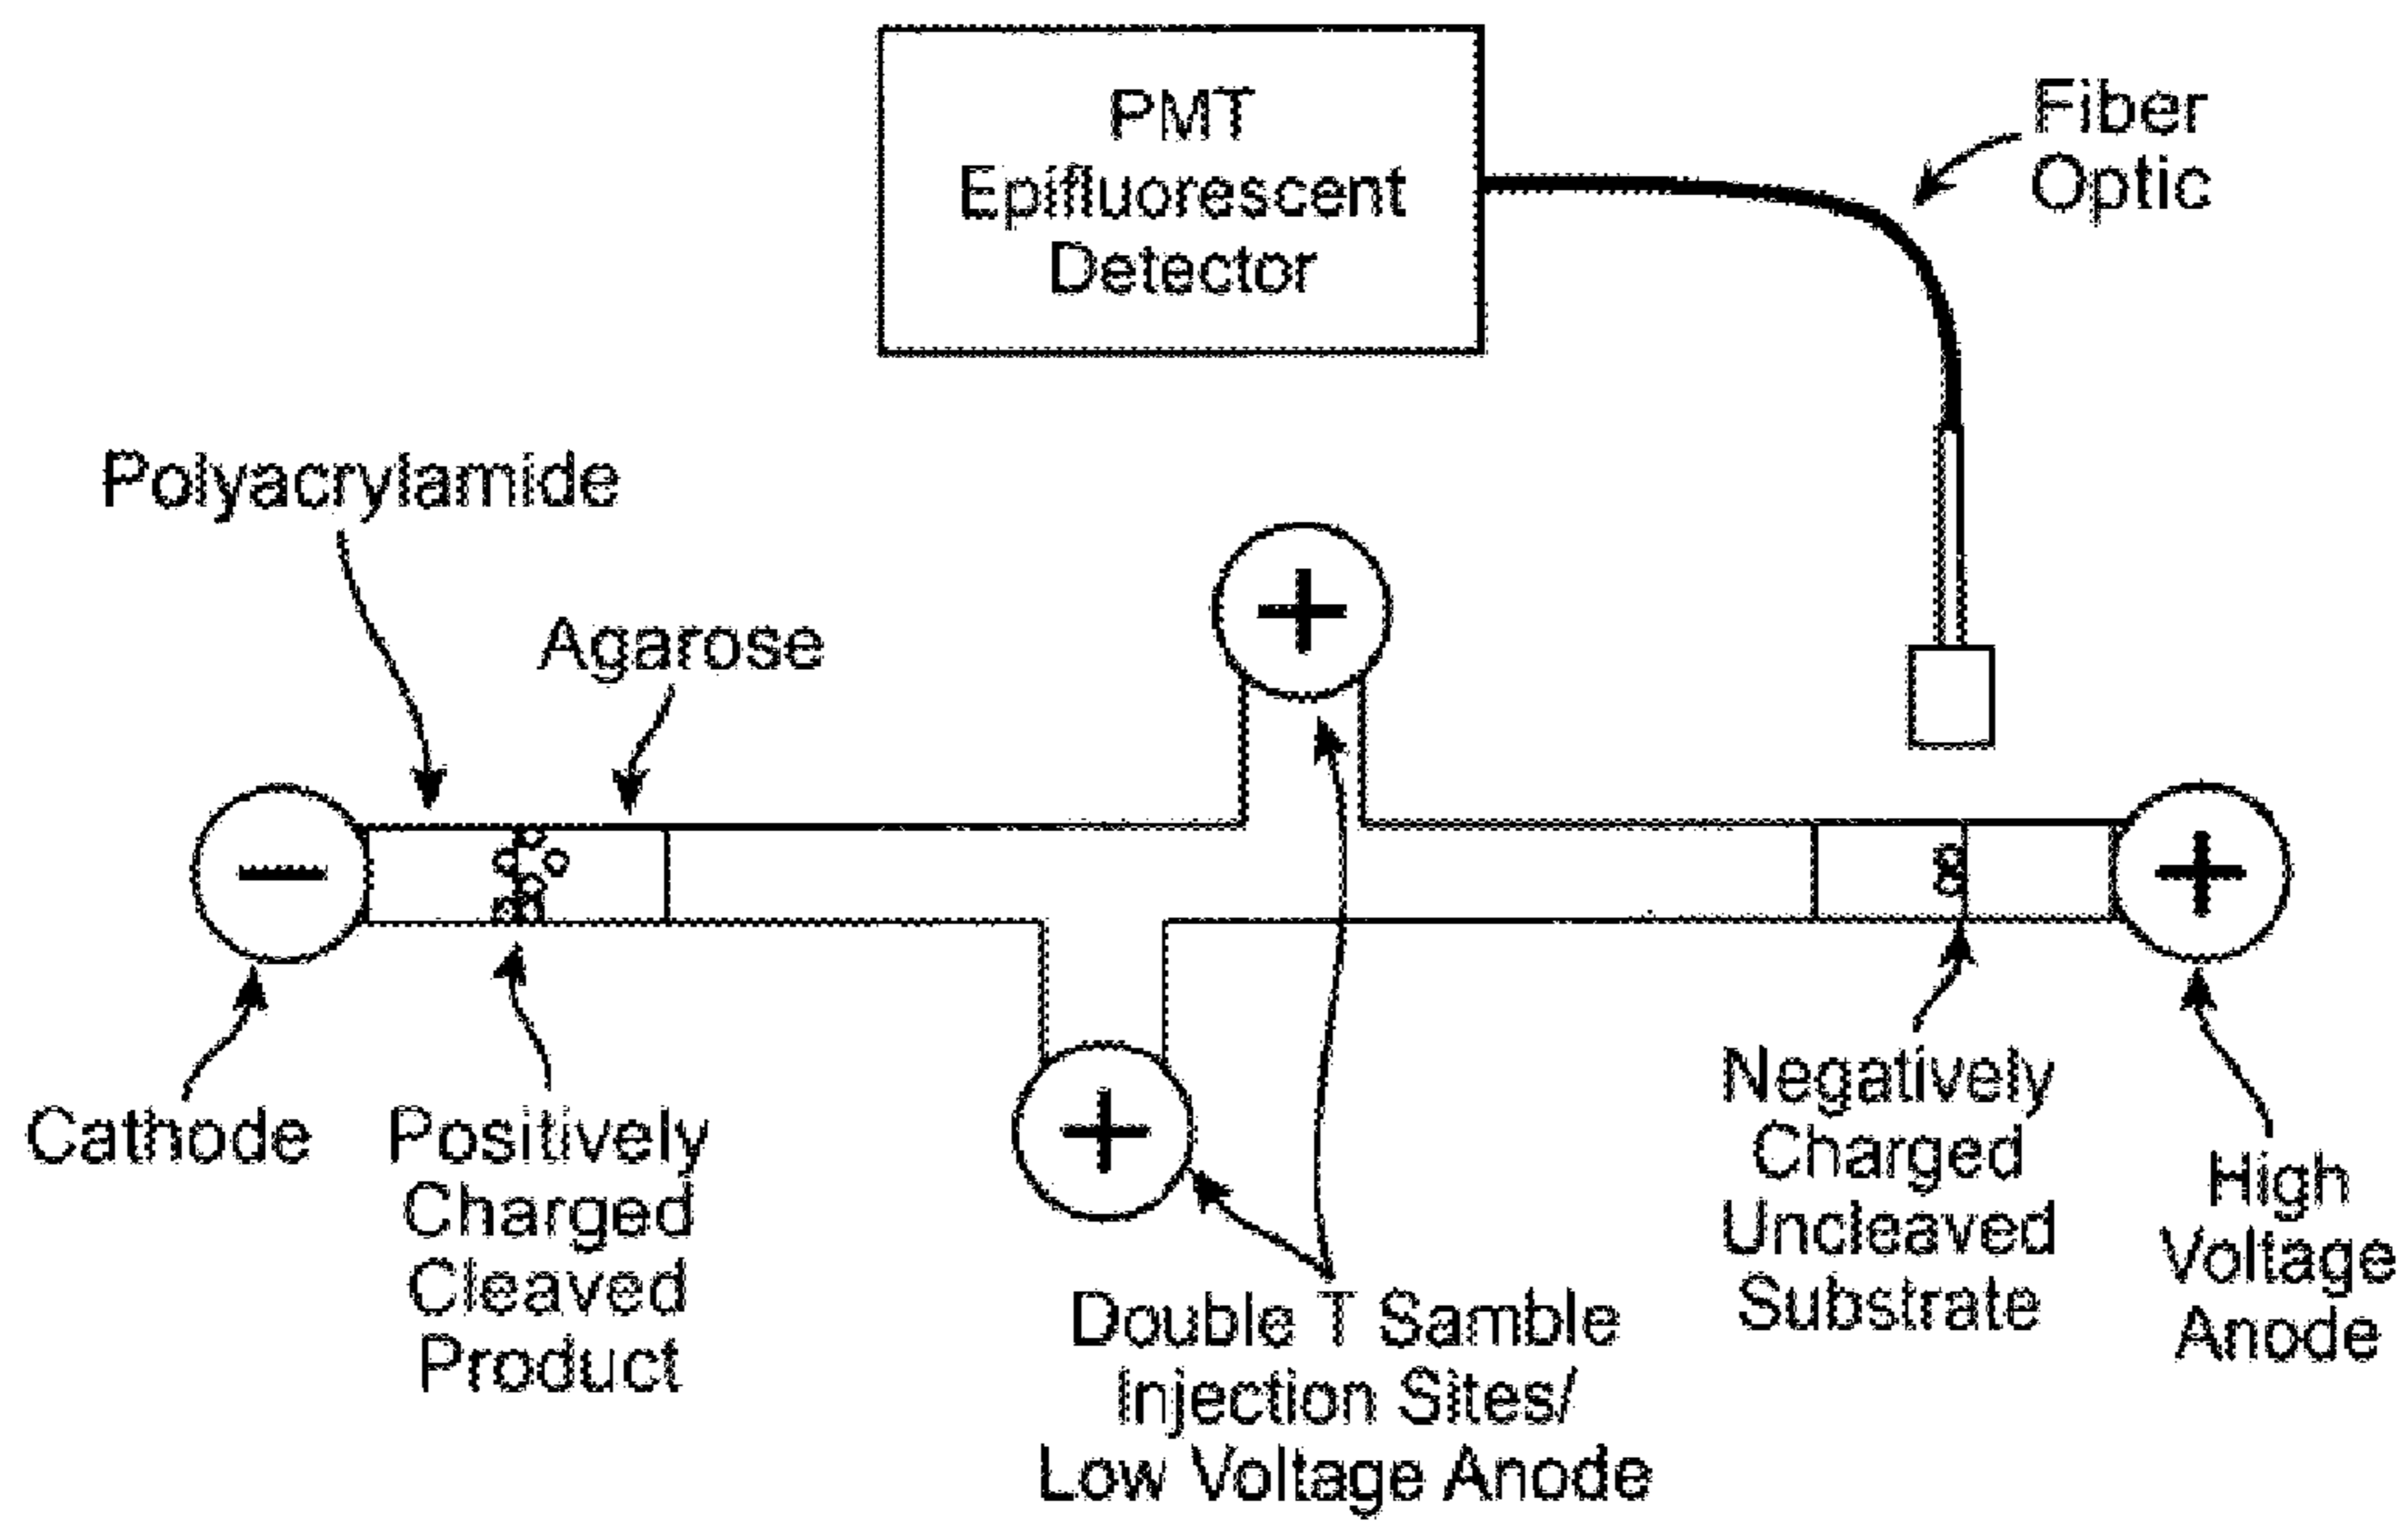 PMT
Epifluorescent
Detector
Fiber
Optic
Polyacrylamide
Agarose
Cathode
Positively
Charged
Cleaved
Product
Double T Samble
Injection Sites/
Low Voltage Anode
Negatively
Charged
Uncleaved
Substrate
High
Voltage
Anode